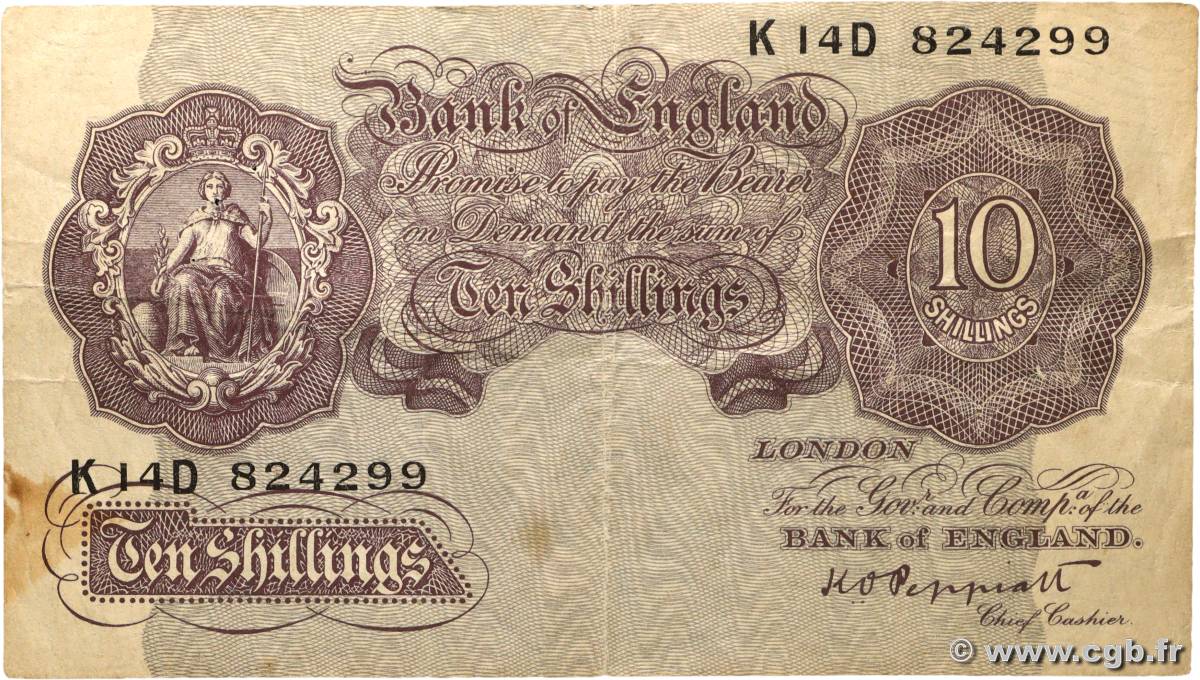 K 14D 824299
Bank of England
Promise to pay the Bearer
on Demand the sum of
Ten Shillings
10
SHILLINGS
K 14D 824299
Ten Shillings
LONDON
For the Govr. and Compa. of the
BANK of ENGLAND.
K O Peppiatt
Chief Cashier.
© www.cgb.fr